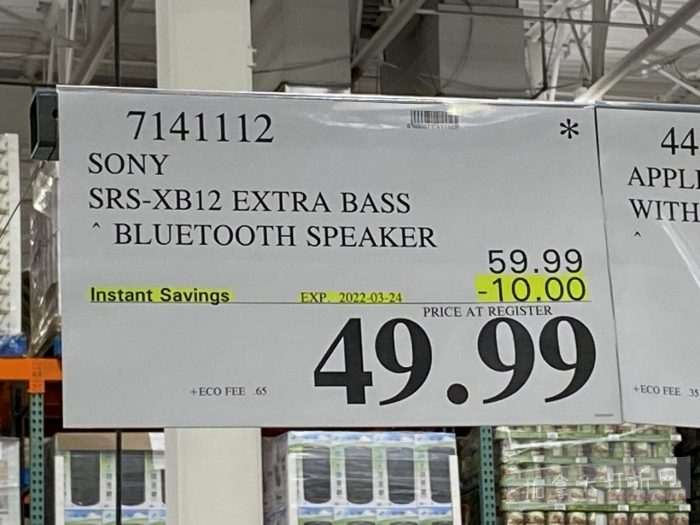 7141112
*
SONY
SRS-XB12 EXTRA BASS
^ BLUETOOTH SPEAKER
59.99
-10.00
Instant Savings
EXP. 2022-03-24
PRICE AT REGISTER
49.99
+ECO FEE .65
44
APPL
WITH
^
+ECO FEE .35